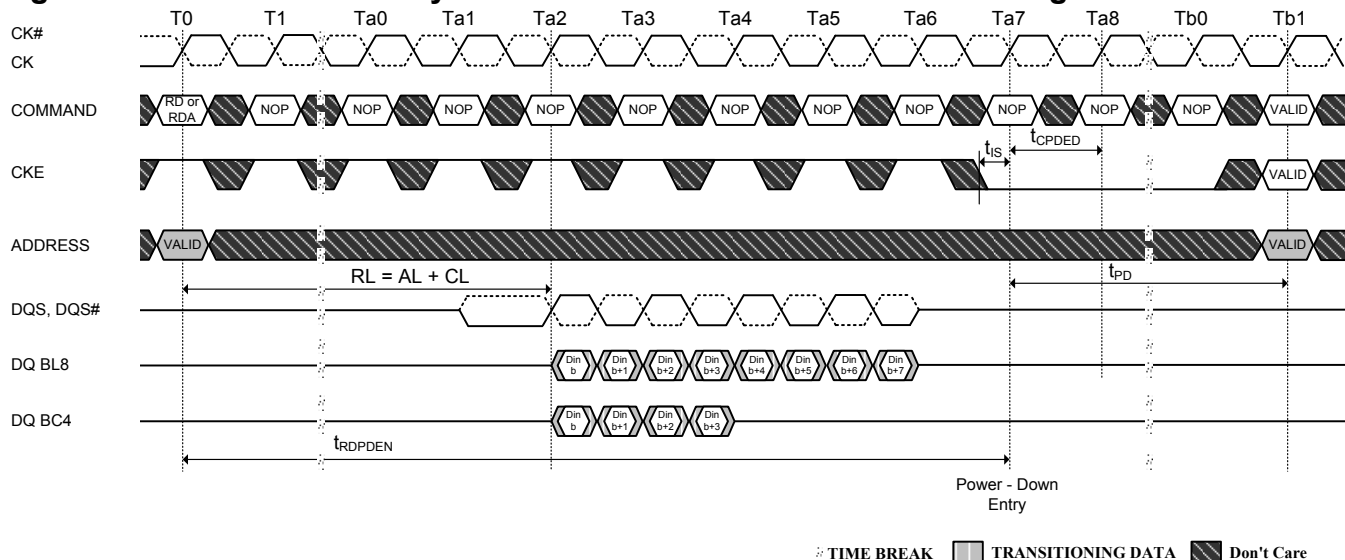 T0 T1 Ta0 Ta1 Ta2 Ta3 Ta4 Ta5 Ta6 Ta7 Ta8 Tb0 Tb1
CK#
CK
COMMAND
RD or RDA NOP NOP NOP NOP NOP NOP NOP NOP NOP NOP NOP VALID
tIS tCPDED
CKE
VALID
ADDRESS
VALID VALID
RL = AL + CL
tPD
DQS, DQS#
DQ BL8
Din b Din b+1 Din b+2 Din b+3 Din b+4 Din b+5 Din b+6 Din b+7
DQ BC4
Din b Din b+1 Din b+2 Din b+3
tRDPDEN
Power - Down
Entry
TIME BREAK TRANSITIONING DATA Don't Care